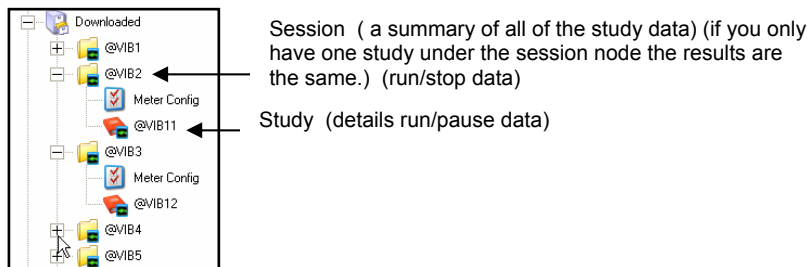 Downloaded
@VIB1
@VIB2
Meter Config
@VIB11
@VIB3
Meter Config
@VIB12
@VIB4
@VIB5
Session ( a summary of all of the study data) (if you only
have one study under the session node the results are
the same.) (run/stop data)
Study (details run/pause data)